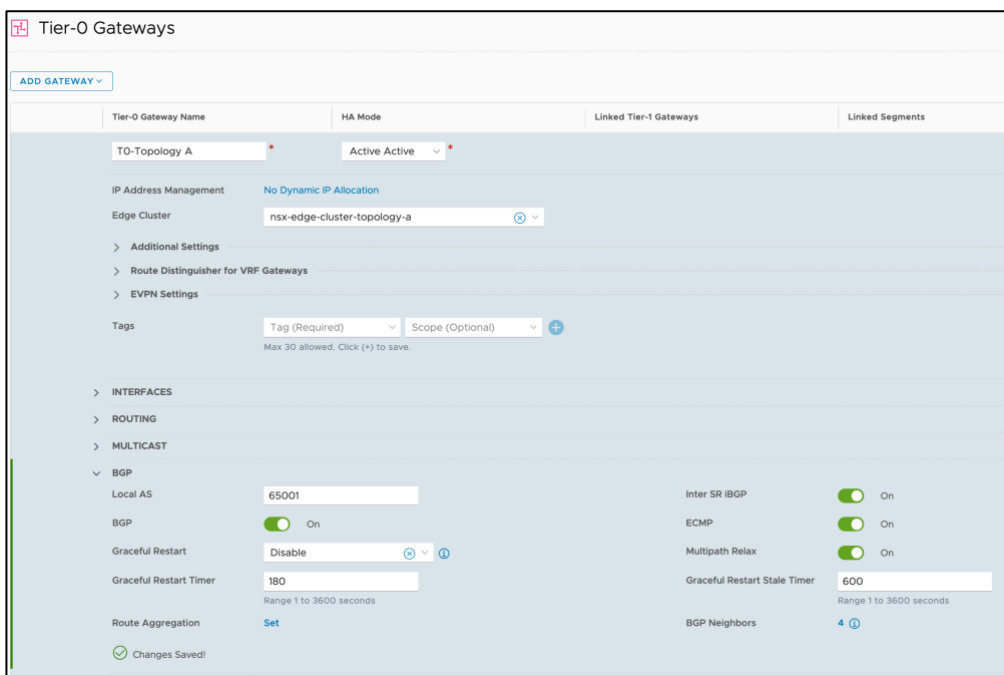 Tier-0 Gateways
ADD GATEWAY
Tier-0 Gateway Name HA Mode Linked Tier-1 Gateways Linked Segments
T0-Topology A * Active Active *
IP Address Management No Dynamic IP Allocation
Edge Cluster nsx-edge-cluster-topology-a
Additional Settings
Route Distinguisher for VRF Gateways
EVPN Settings
Tags Tag (Required) Scope (Optional)
Max 30 allowed. Click (+) to save.
INTERFACES
ROUTING
MULTICAST
BGP
Local AS 65001 Inter SR iBGP On
BGP On ECMP On
Graceful Restart Disable Multipath Relax On
Graceful Restart Timer 180 Graceful Restart Stale Timer 600
Range 1 to 3600 seconds Range 1 to 3600 seconds
Route Aggregation Set BGP Neighbors 4
Changes Saved!